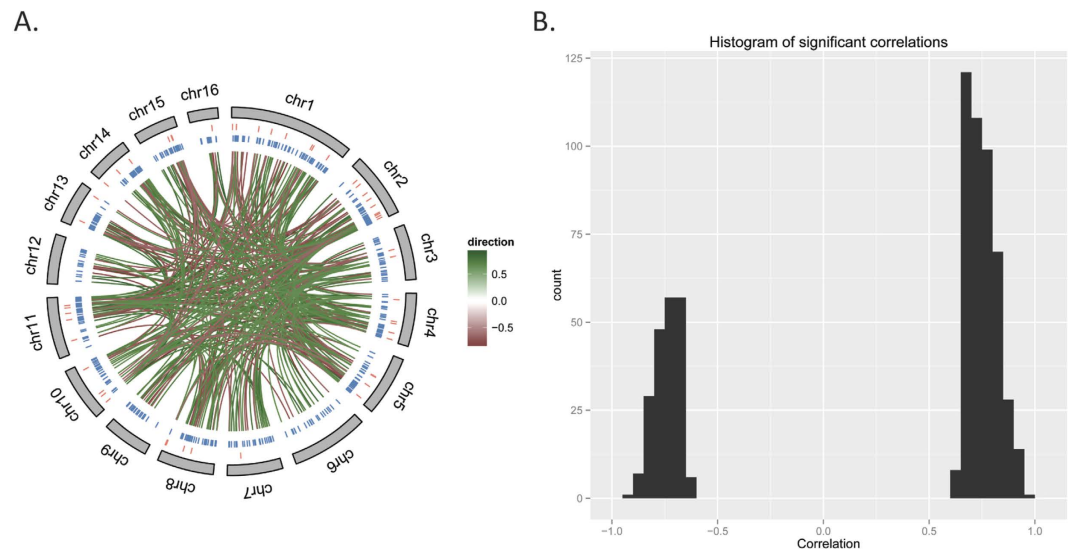 A.
chr1
chr2
chr3
chr4
chr5
chr6
chr7
chr8
chr9
chr10
chr11
chr12
chr13
chr14
chr15
chr16
direction
0.5
0.0
−0.5
B.
Histogram of significant correlations
count
125
100
75
50
25
0
−1.0 −0.5 0.0 0.5 1.0
Correlation